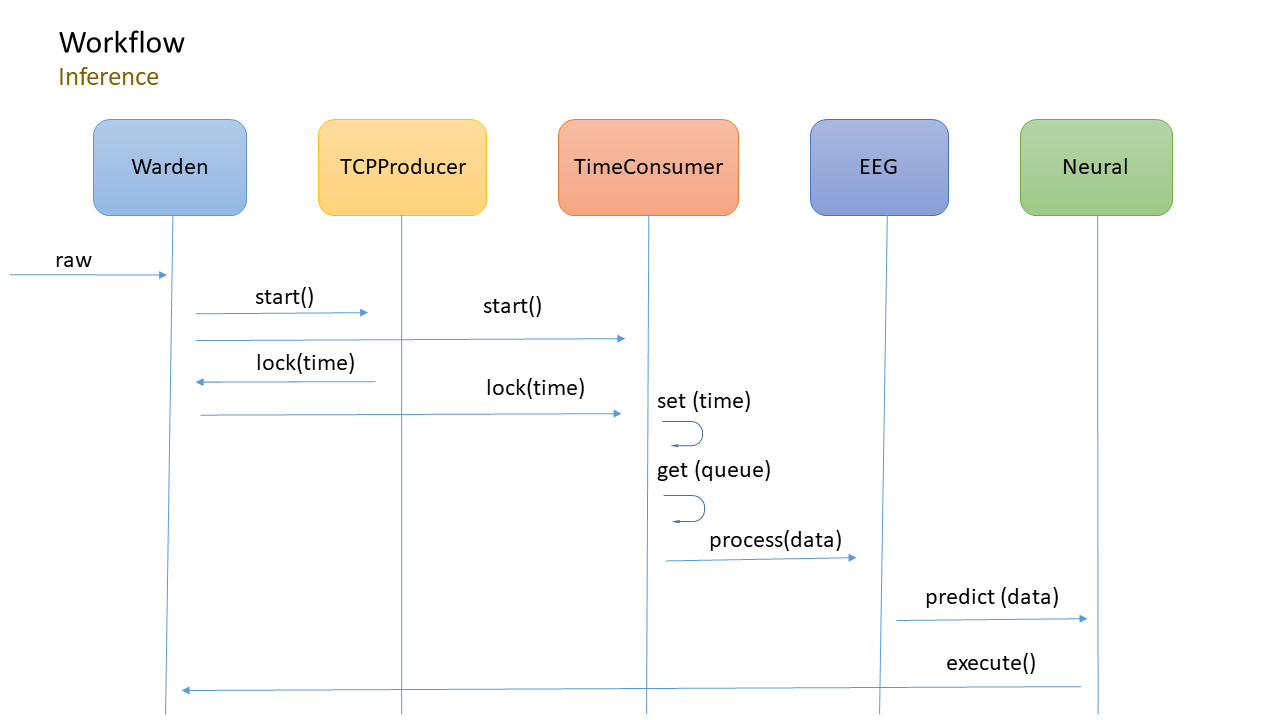 Workflow
Inference
Warden
TCPProducer
TimeConsumer
EEG
Neural
raw
start()
start()
lock(time)
lock(time)
set (time)
get (queue)
process(data)
predict (data)
execute()